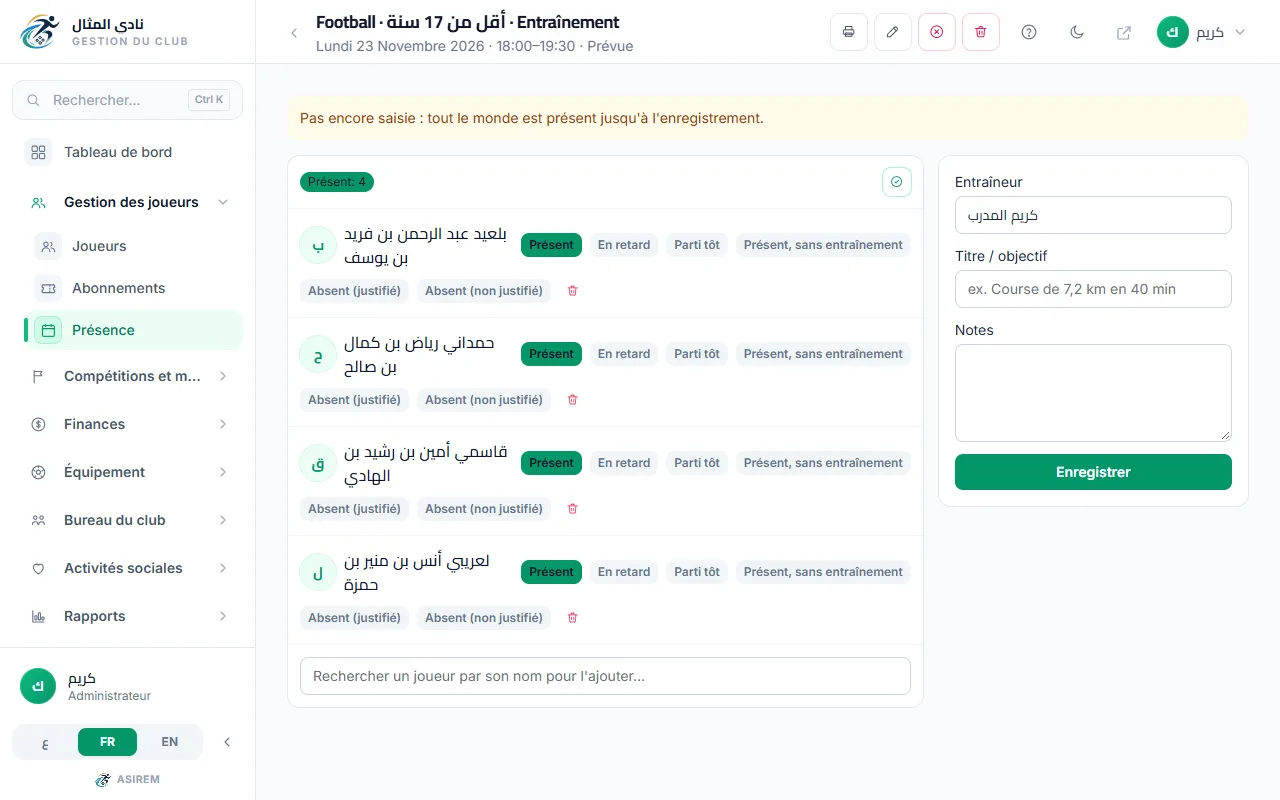 نادي المثال
GESTION DU CLUB
Rechercher...
Ctrl K
Tableau de bord
Gestion des joueurs
Joueurs
Abonnements
Présence
Compétitions et m...
Finances
Équipement
Bureau du club
Activités sociales
Rapports
ك
كريم
Administrateur
ع
FR
EN
ASIREM
Football · أقل من 17 سنة · Entraînement
Lundi 23 Novembre 2026 · 18:00–19:30 · Prévue
ك
كريم
Pas encore saisie : tout le monde est présent jusqu'à l'enregistrement.
Présent: 4
ب
بلعيد عبد الرحمن بن فريد
بن يوسف
Présent
En retard
Parti tôt
Présent, sans entraînement
Absent (justifié)
Absent (non justifié)
ح
حمداني رياض بن كمال
بن صالح
Présent
En retard
Parti tôt
Présent, sans entraînement
Absent (justifié)
Absent (non justifié)
ق
قاسمي أمين بن رشيد بن
الهادي
Présent
En retard
Parti tôt
Présent, sans entraînement
Absent (justifié)
Absent (non justifié)
ل
لعريبي أنس بن منير بن
حمزة
Présent
En retard
Parti tôt
Présent, sans entraînement
Absent (justifié)
Absent (non justifié)
Rechercher un joueur par son nom pour l'ajouter...
Entraîneur
كريم المدرب
Titre / objectif
ex. Course de 7,2 km en 40 min
Notes
Enregistrer